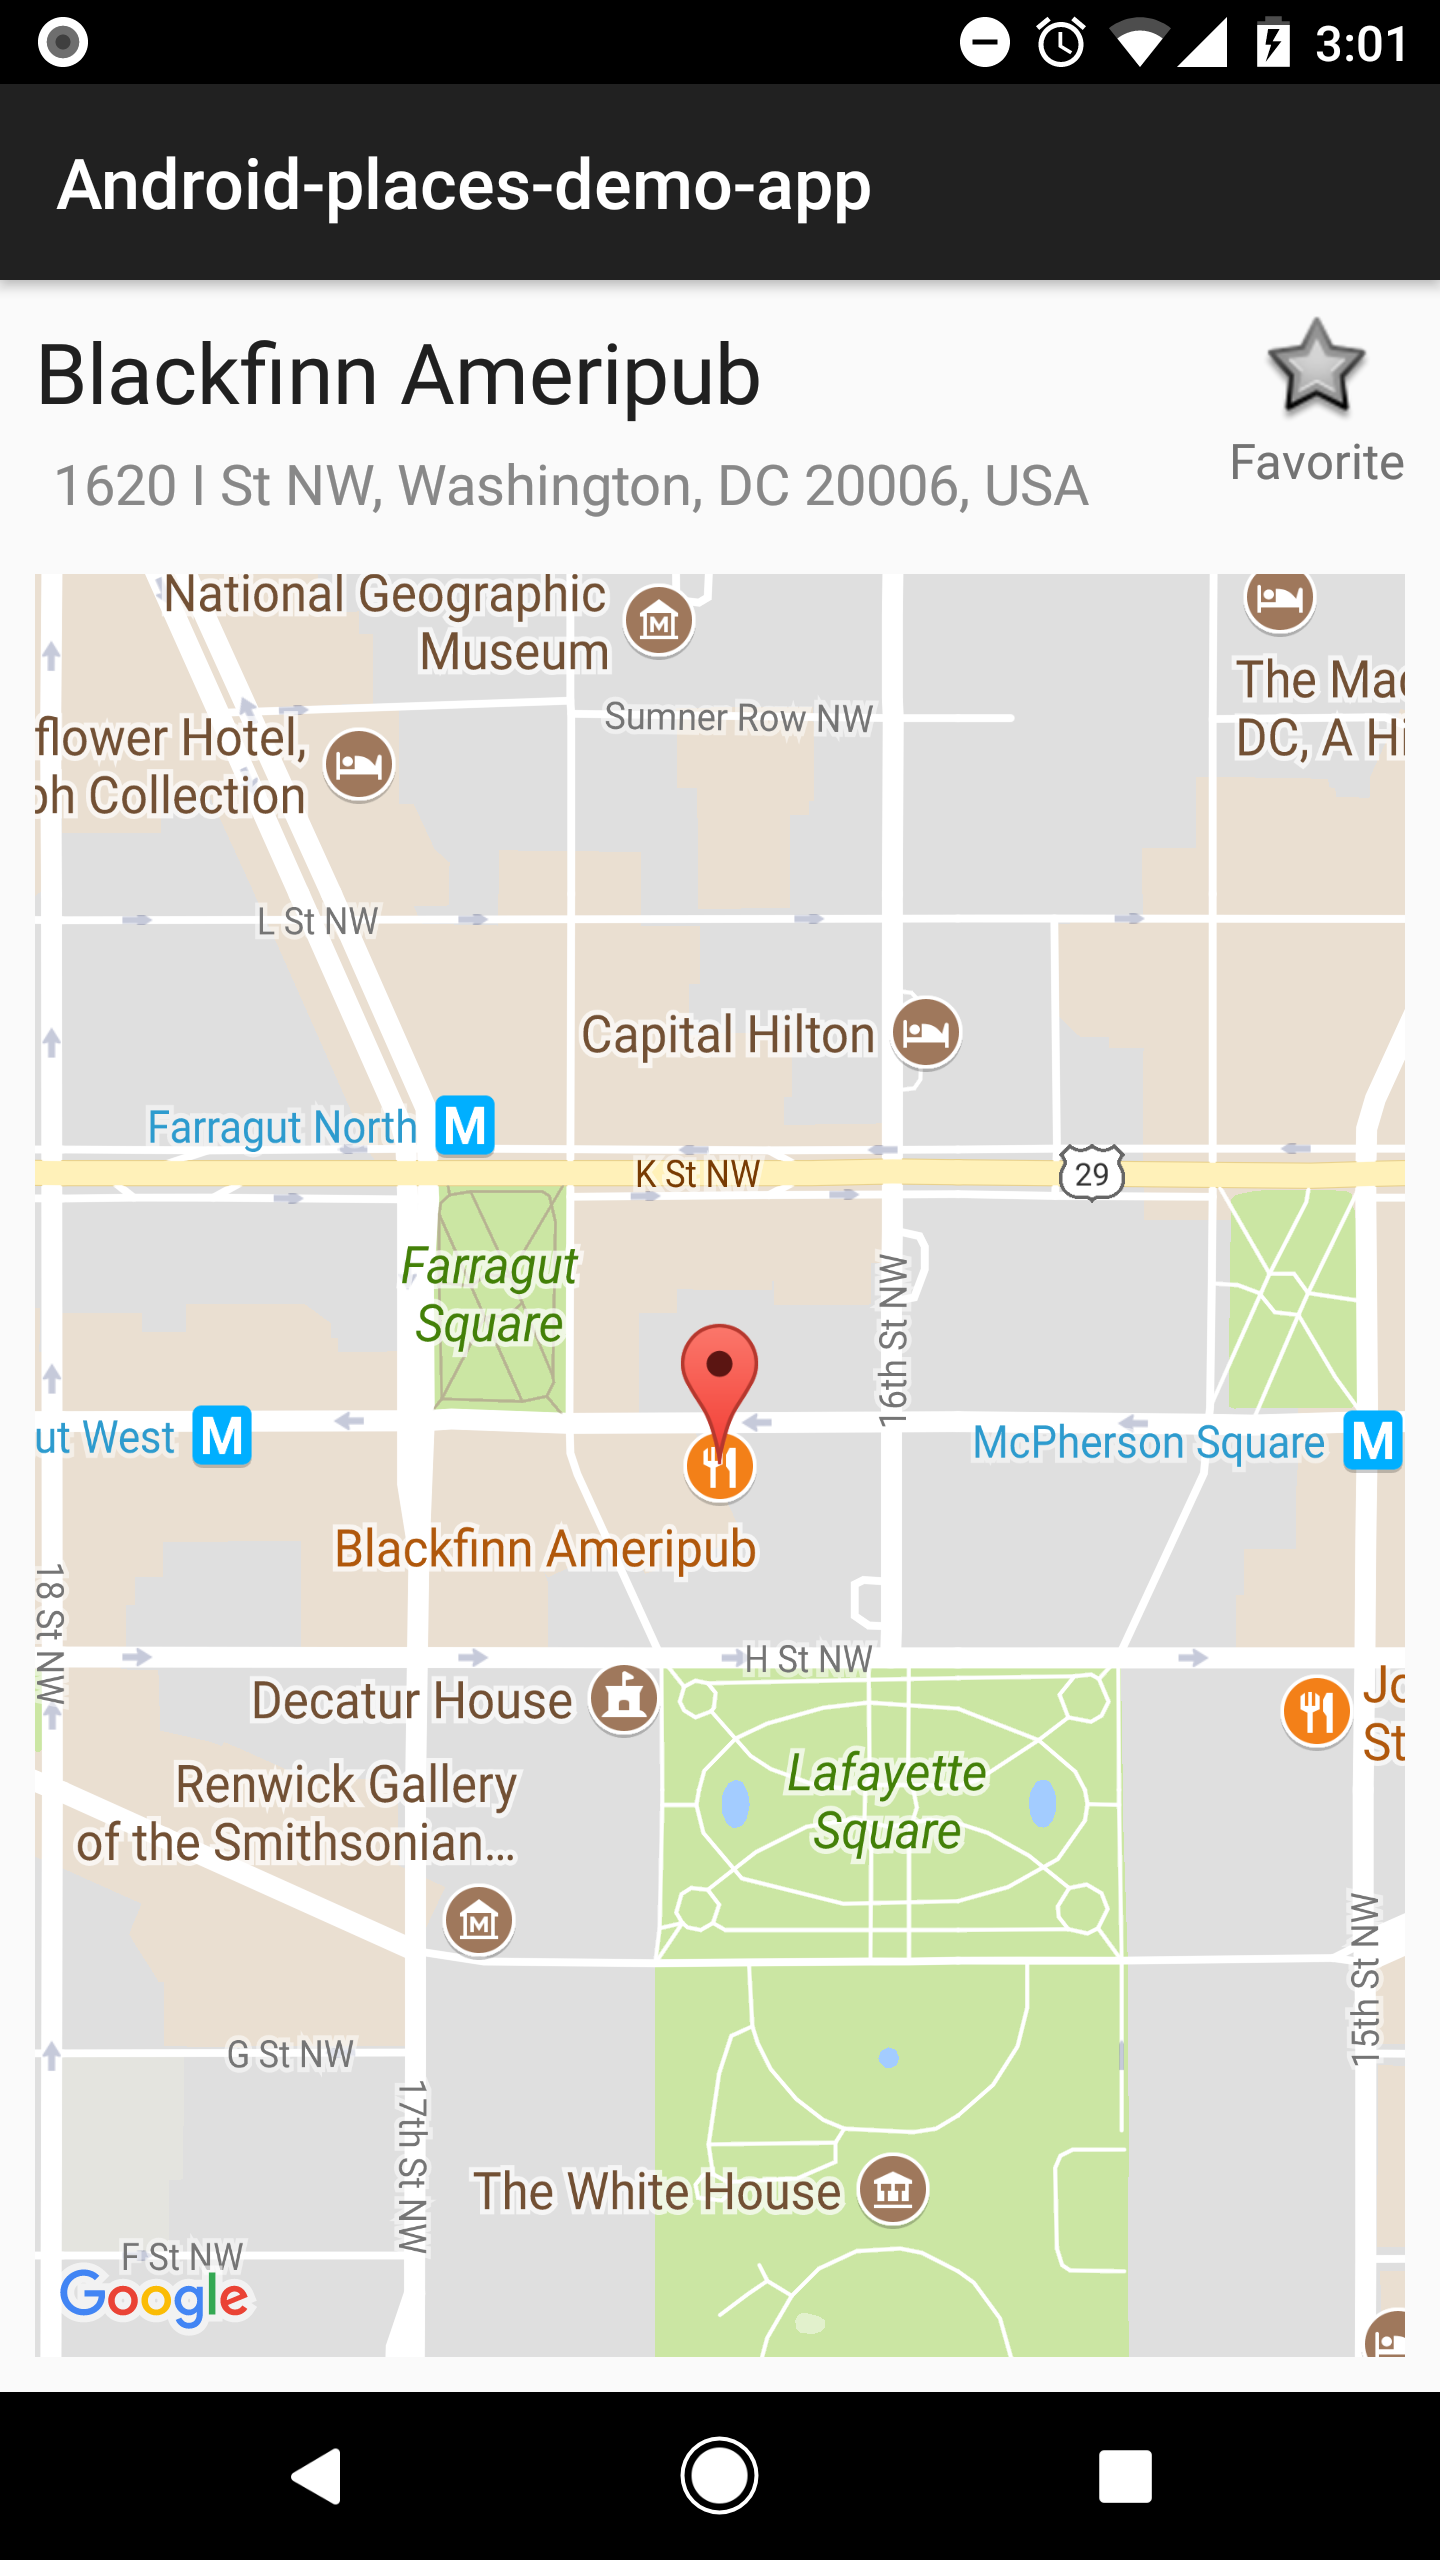 3:01
Android-places-demo-app
Blackfinn Ameripub
Favorite
1620 I St NW, Washington, DC 20006, USA
National Geographic
Museum
Sumner Row NW
The Mac
DC, A Hi
flower Hotel,
ph Collection
L St NW
Capital Hilton
Farragut North
M
K St NW
29
Farragut
Square
16th St NW
ut West
M
McPherson Square
M
Blackfinn Ameripub
18 St NW
H St NW
Decatur House
Jo
St
Renwick Gallery
of the Smithsonian...
Lafayette
Square
15th St NW
G St NW
17th St NW
The White House
F St NW
Google